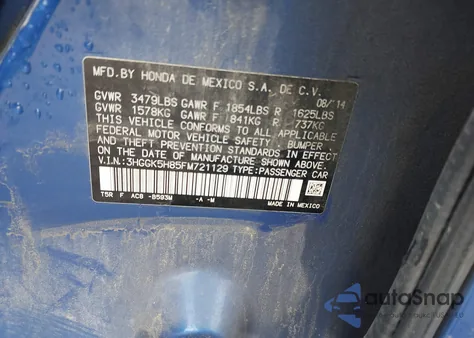 MFD.BY HONDA DE MEXICO S.A. DE C.V.
08/14
GVWR 3479LBS GAWR F 1854LBS R 1625LBS
GVWR 1578KG GAWR F 841KG R 737KG
THIS VEHICLE CONFORMS TO ALL APPLICABLE
FEDERAL MOTOR VEHICLE SAFETY, BUMPER
AND THEFT PREVENTION STANDARDS IN EFFECT
ON THE DATE OF MANUFACTURE SHOWN ABOVE.
V.I.N:3HGGK5H85FM721129 TYPE:PASSENGER CAR
T5R F ACB -B593M -A -M
MADE IN MEXICO
autoSnap